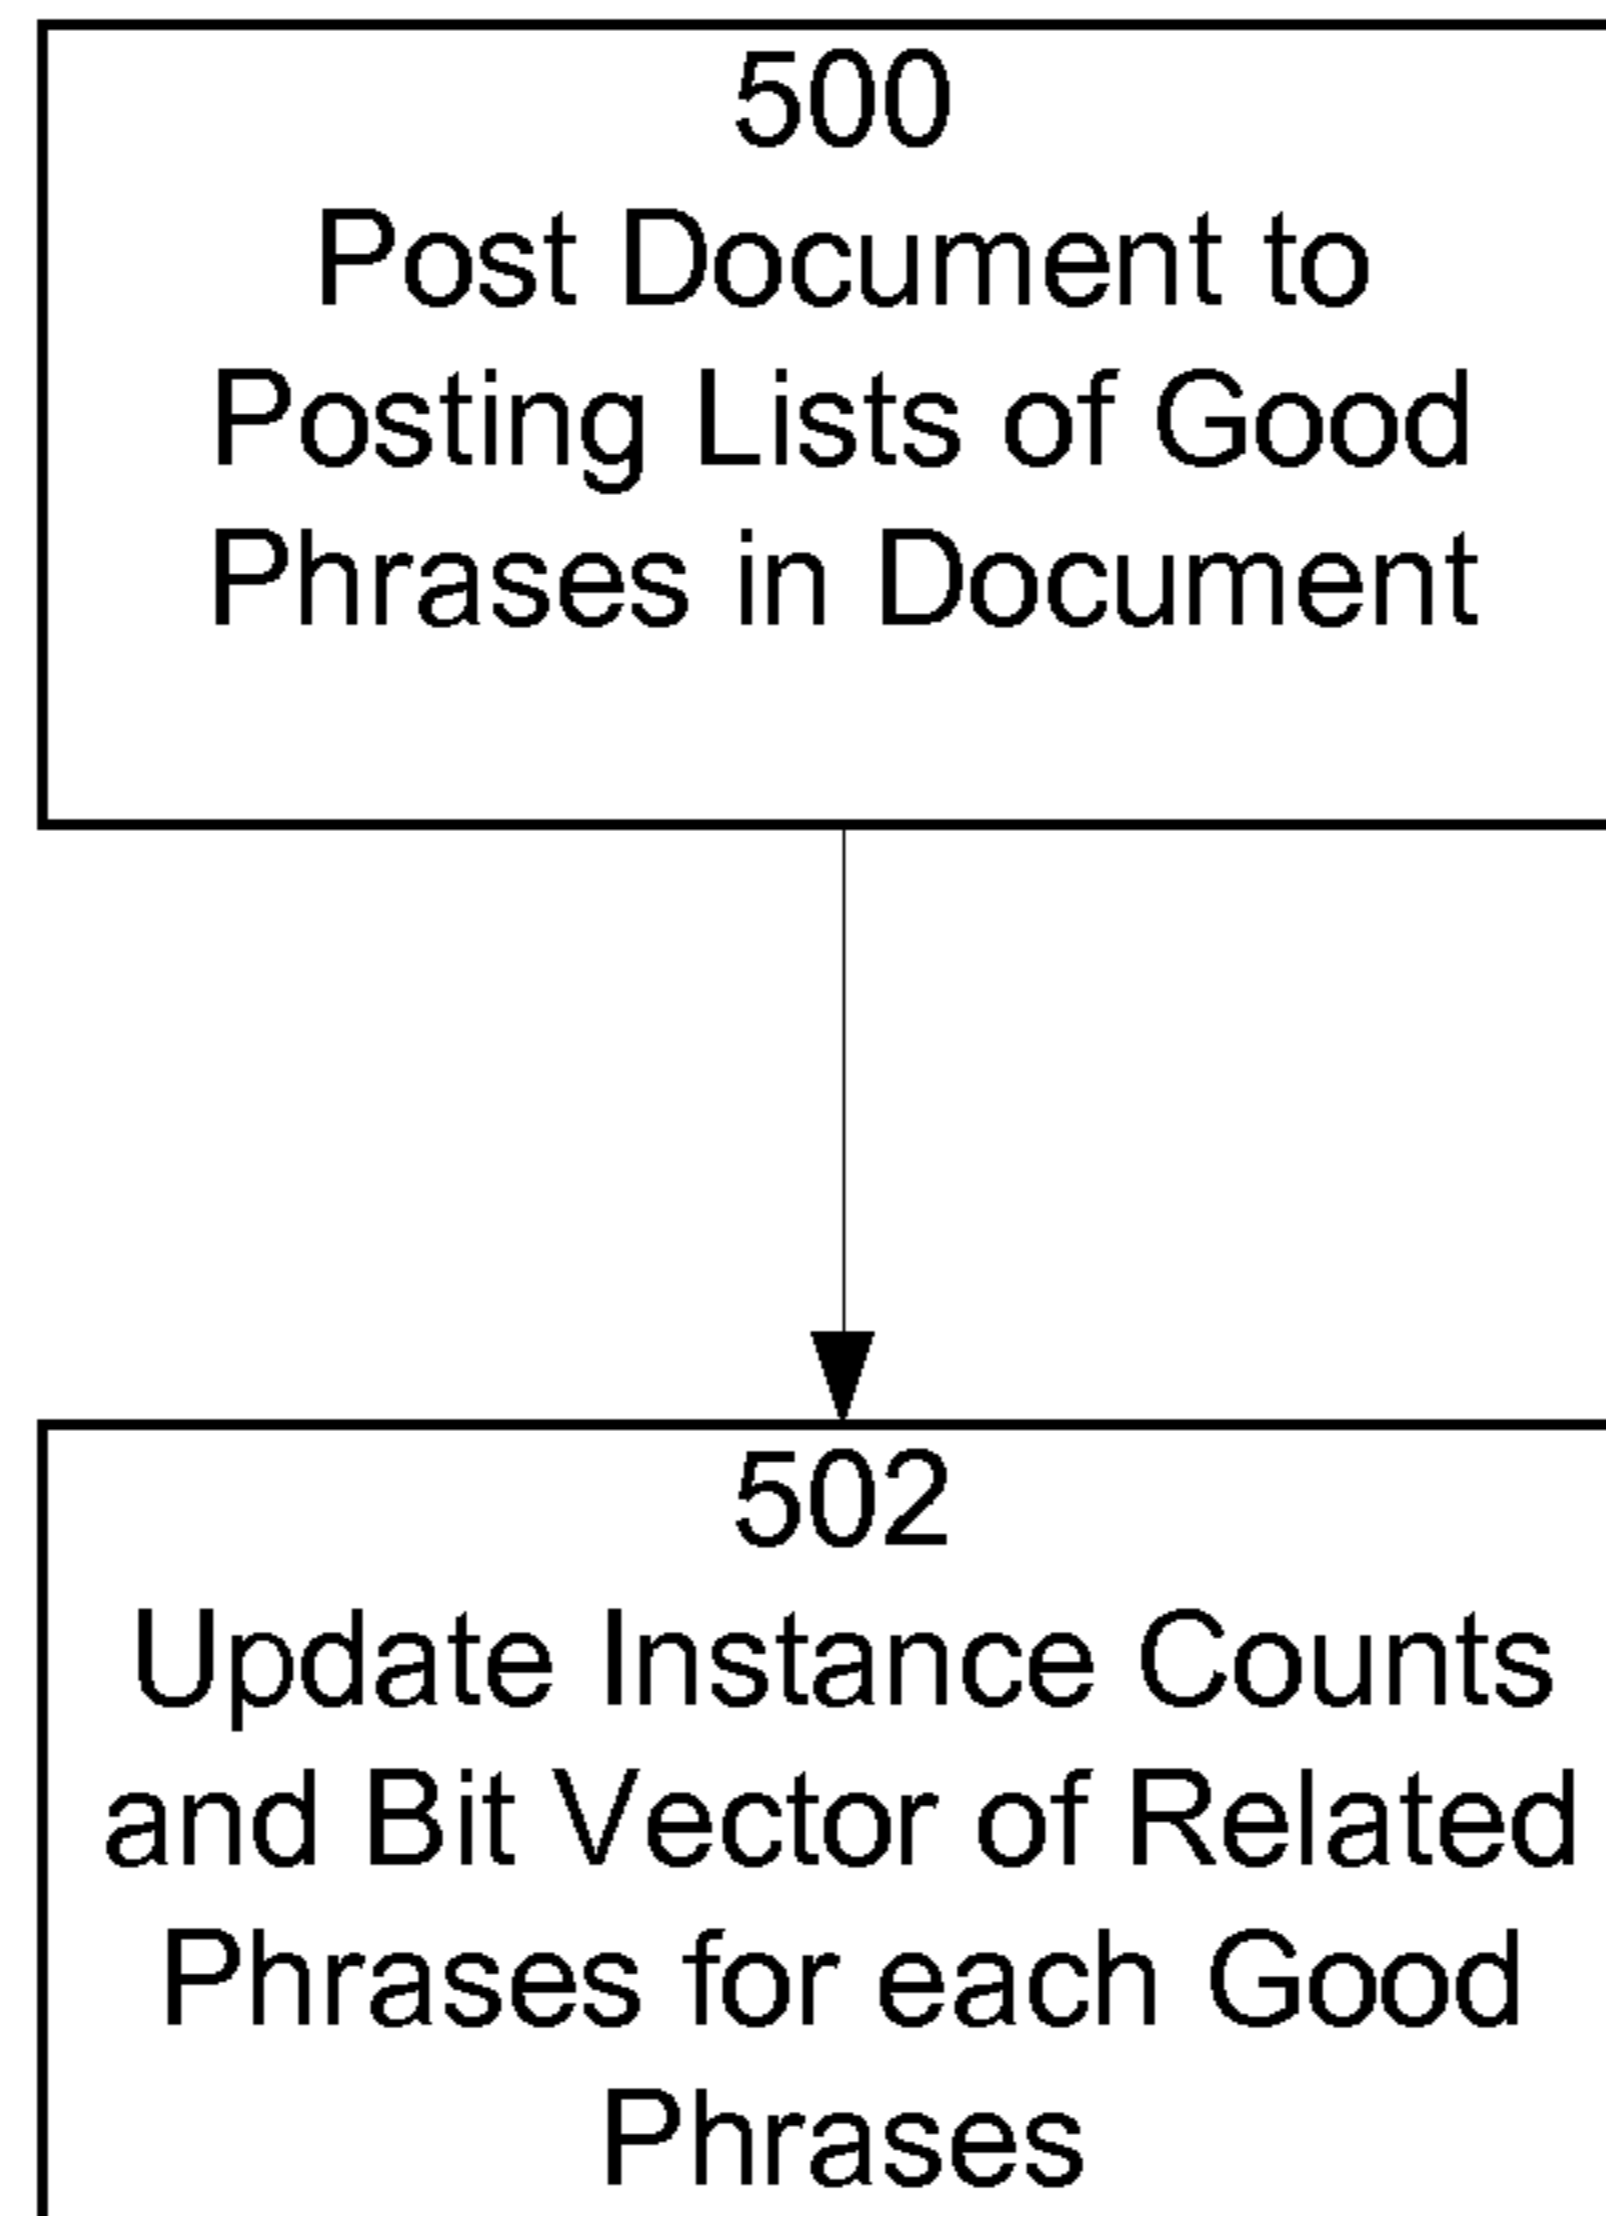 500
Post Document to
Posting Lists of Good
Phrases in Document
502
Update Instance Counts
and Bit Vector of Related
Phrases for each Good
Phrases